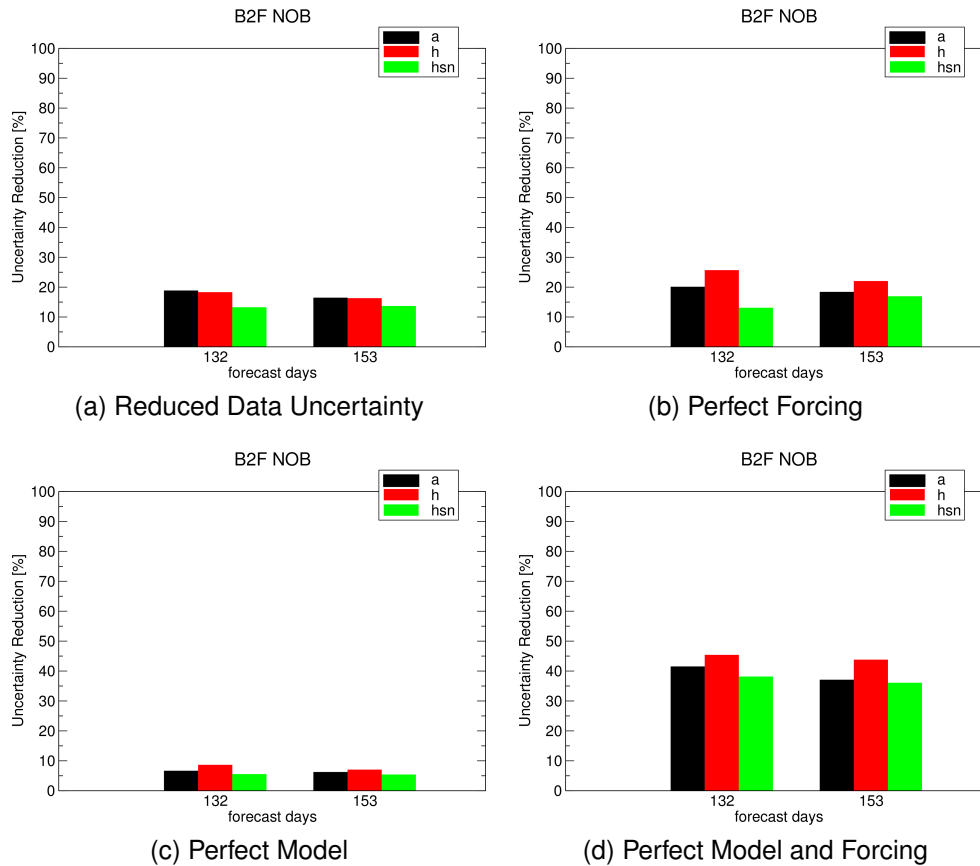 B2F NOB
a
h
hsn
Uncertainty Reduction [%]
100
90
80
70
60
50
40
30
20
10
0
132 153
forecast days
(a) Reduced Data Uncertainty
B2F NOB
a
h
hsn
Uncertainty Reduction [%]
100
90
80
70
60
50
40
30
20
10
0
132 153
forecast days
(b) Perfect Forcing
B2F NOB
a
h
hsn
Uncertainty Reduction [%]
100
90
80
70
60
50
40
30
20
10
0
132 153
forecast days
(c) Perfect Model
B2F NOB
a
h
hsn
Uncertainty Reduction [%]
100
90
80
70
60
50
40
30
20
10
0
132 153
forecast days
(d) Perfect Model and Forcing